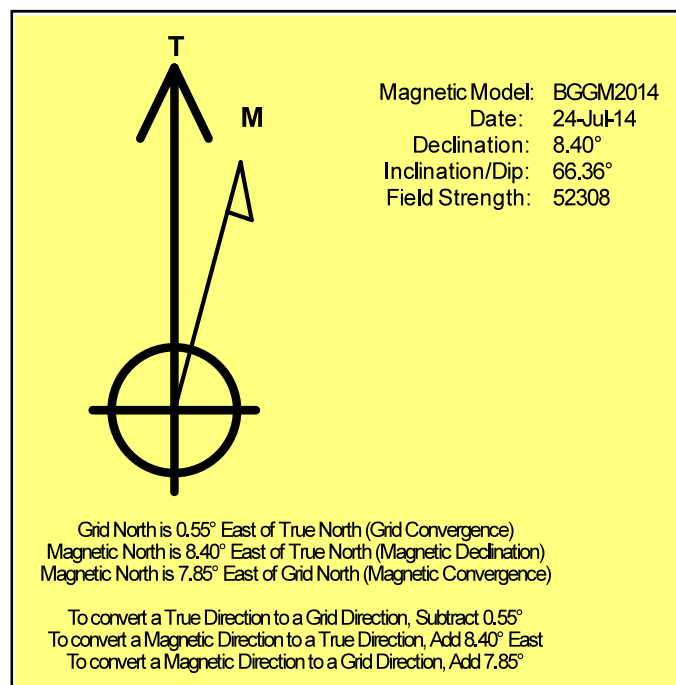 T
M
Magnetic Model: BGGM2014
Date: 24-Jul-14
Declination: 8.40°
Inclination/Dip: 66.36°
Field Strength: 52308
Grid North is 0.55° East of True North (Grid Convergence)
Magnetic North is 8.40° East of True North (Magnetic Declination)
Magnetic North is 7.85° East of Grid North (Magnetic Convergence)
To convert a True Direction to a Grid Direction, Subtract 0.55°
To convert a Magnetic Direction to a True Direction, Add 8.40° East
To convert a Magnetic Direction to a Grid Direction, Add 7.85°